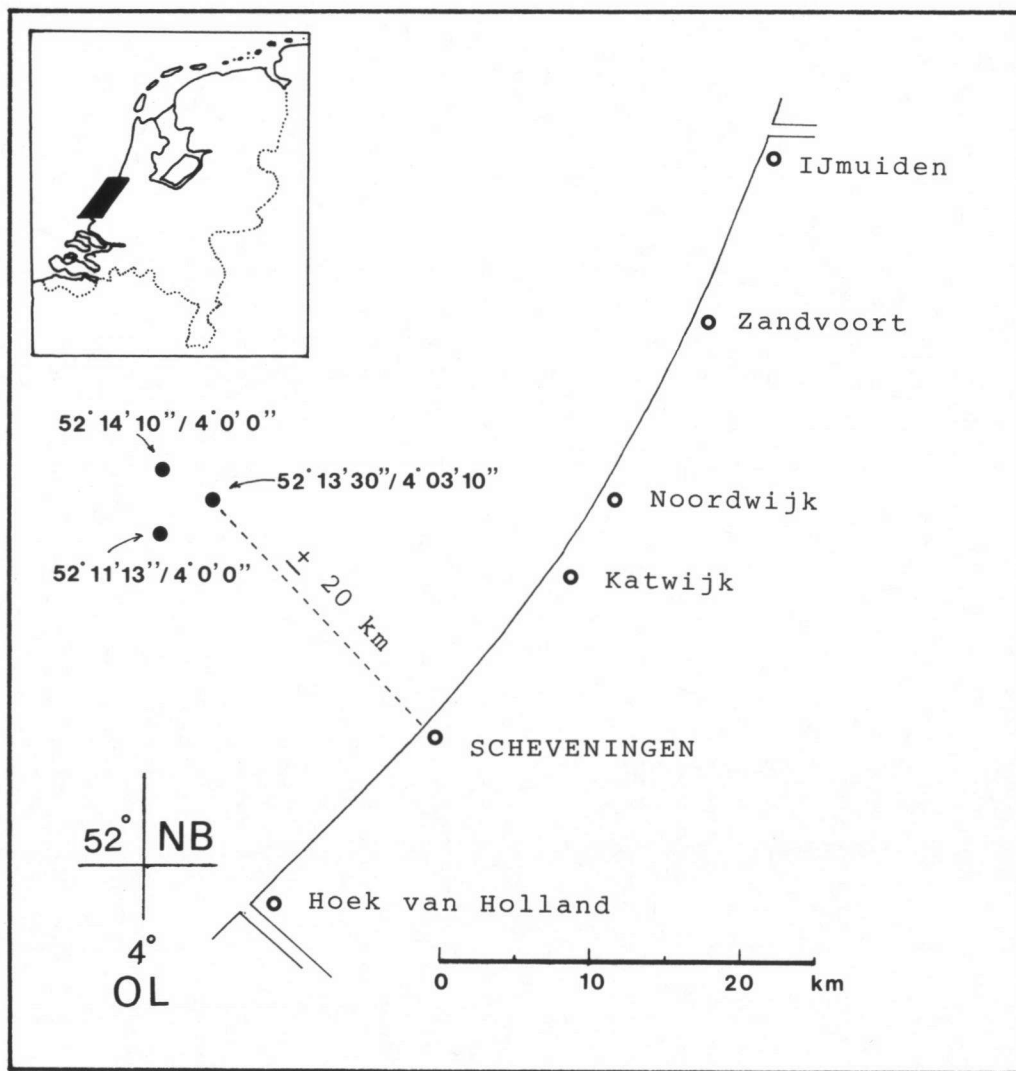 IJmuiden
Zandvoort
52° 14' 10'' / 4° 0' 0''
52° 13' 30'' / 4° 03' 10''
Noordwijk
52° 11' 13'' / 4° 0' 0''
Katwijk
± 20 km
SCHEVENINGEN
52° NB
Hoek van Holland
4°
OL
0 10 20 km